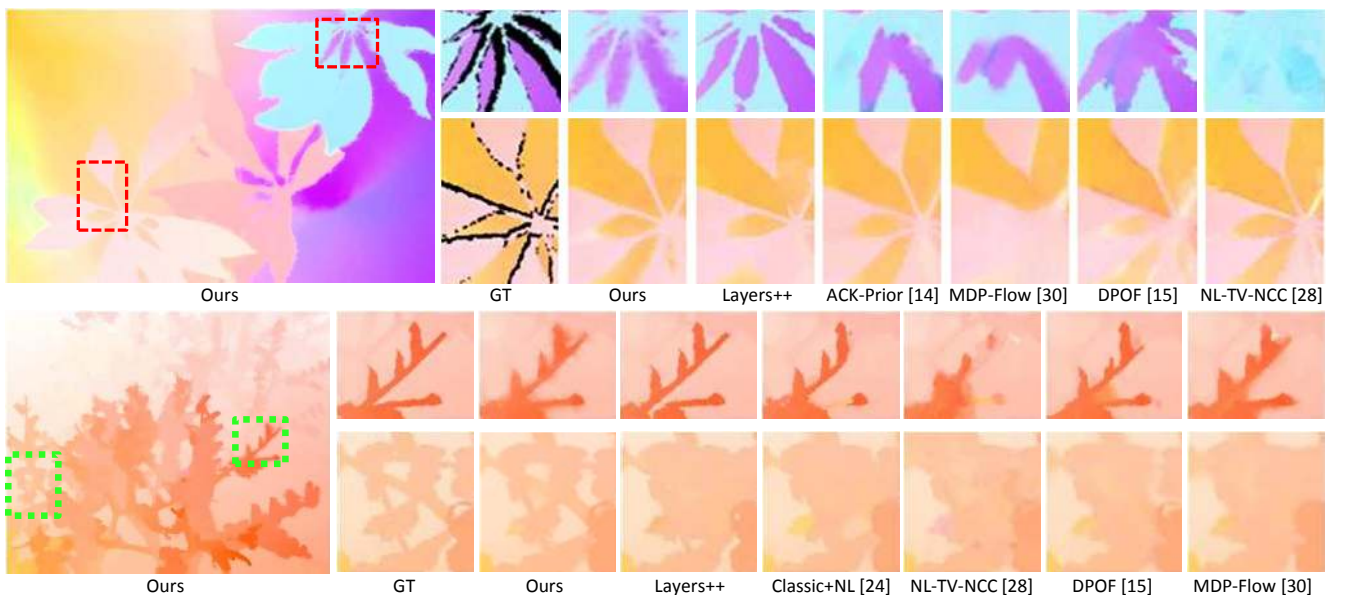 Ours GT Ours Layers++ ACK-Prior [14] MDP-Flow [30] DPOF [15] NL-TV-NCC [28]
Ours GT Ours Layers++ Classic+NL [24] NL-TV-NCC [28] DPOF [15] MDP-Flow [30]